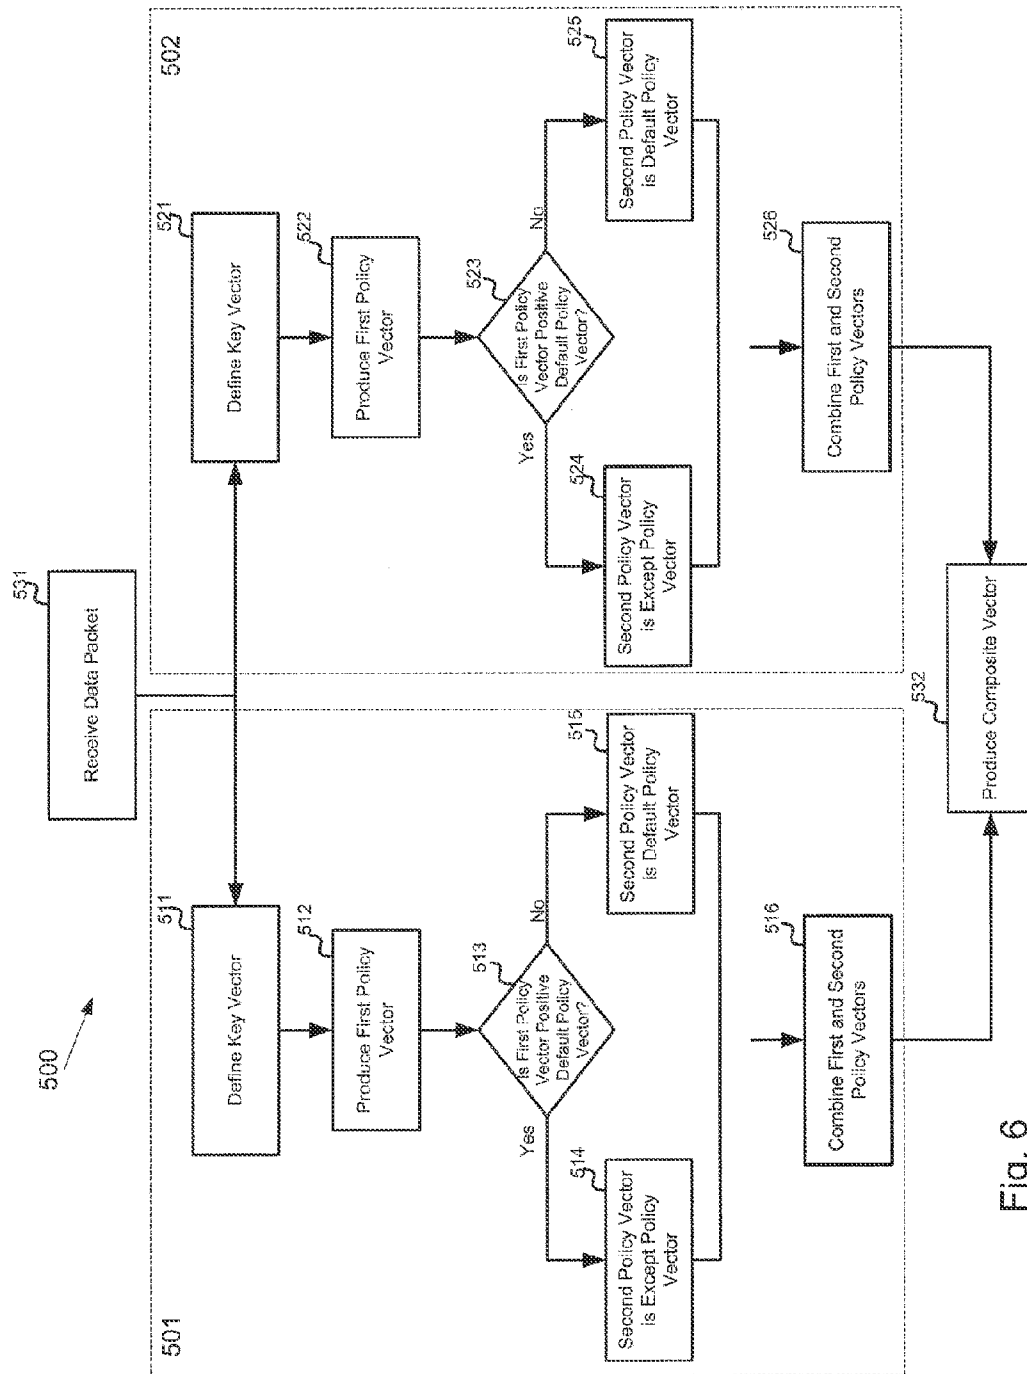 500
531
Receive Data Packet
501
511
Define Key Vector
512
Produce First Policy
Vector
513
Is First Policy
Vector Positive
Default Policy
Vector?
Yes
No
514
Second Policy Vector
is Except Policy
Vector
515
Second Policy Vector
is Default Policy
Vector
516
Combine First and Second
Policy Vectors
502
521
Define Key Vector
522
Produce First Policy
Vector
523
Is First Policy
Vector Positive
Default Policy
Vector?
Yes
No
524
Second Policy Vector
is Except Policy
Vector
525
Second Policy Vector
is Default Policy
Vector
526
Combine First and Second
Policy Vectors
532
Produce Composite Vector
Fig. 6